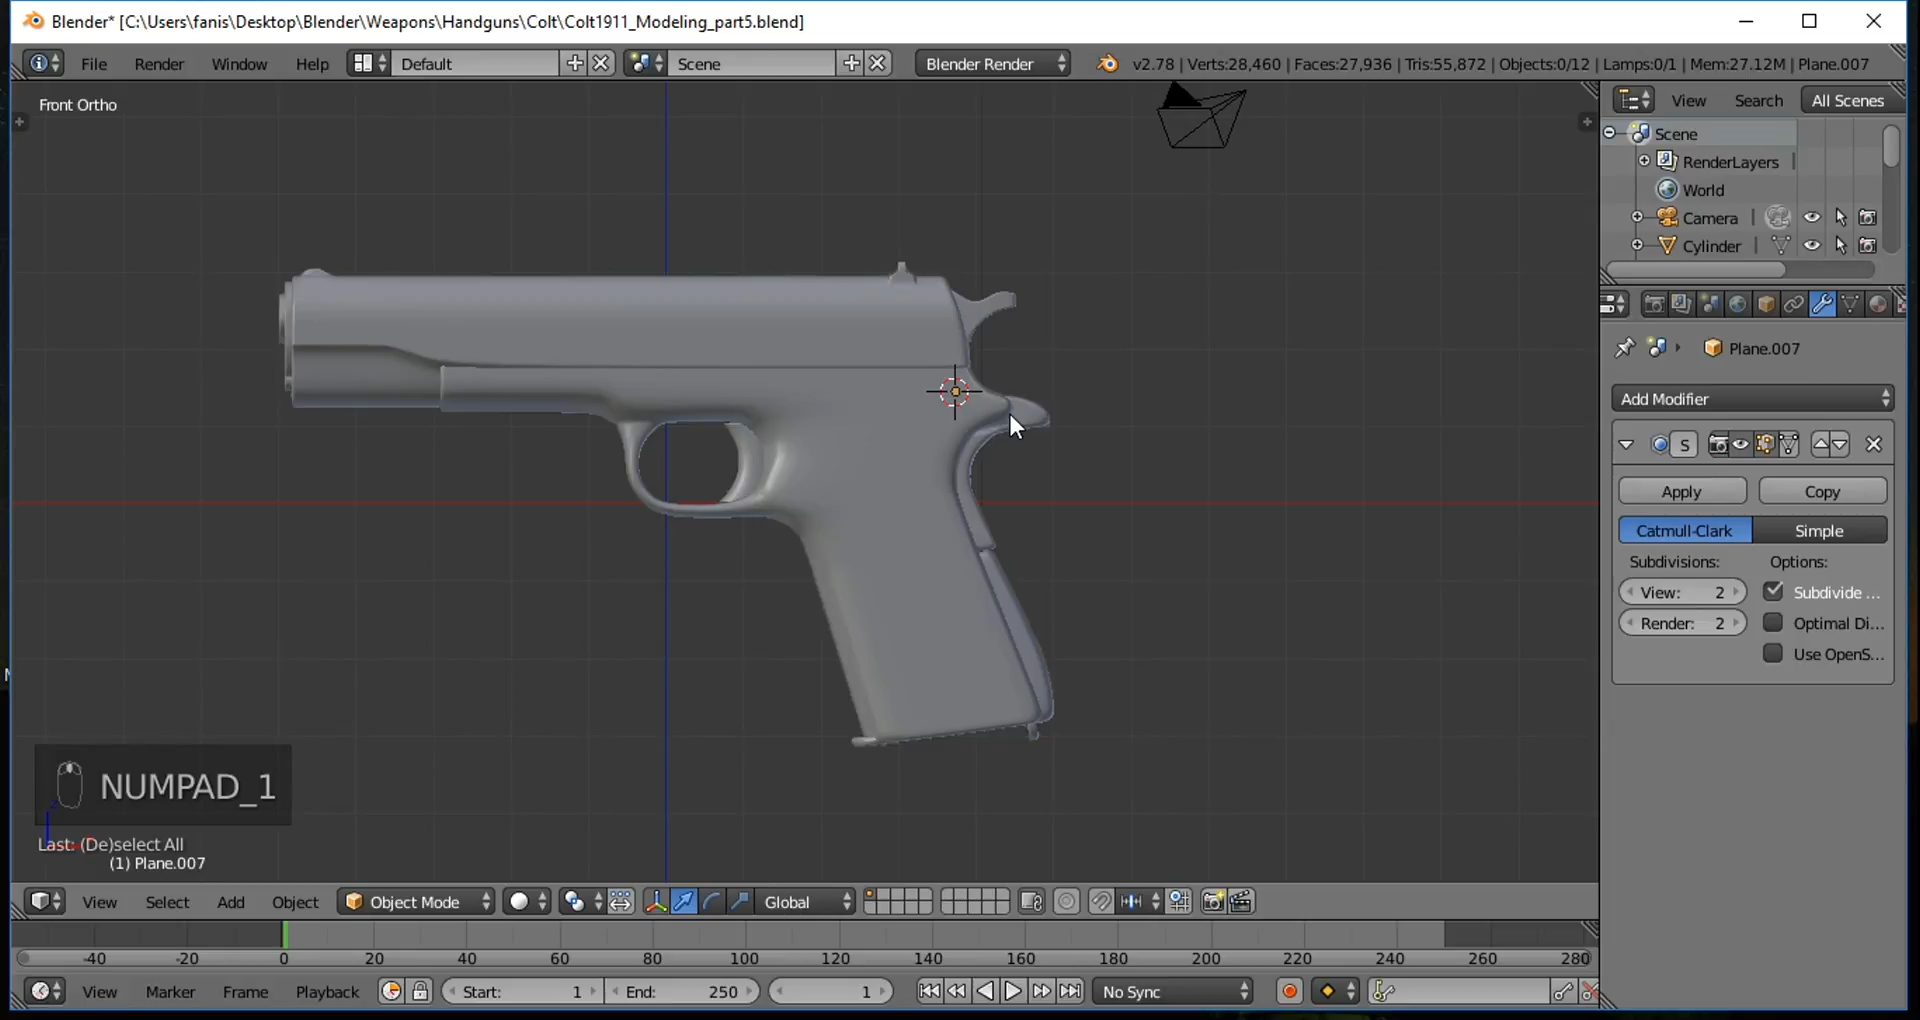 Blender* [C:\Users\fanis\Desktop\Blender\Weapons\Handguns\Colt\Colt1911_Modeling_part5.blend]
File Render Window Help Default Scene Blender Render v2.78 | Verts:28,460 | Faces:27,936 | Tris:55,872 | Objects:0/12 | Lamps:0/1 | Mem:27.12M | Plane.007
Front Ortho
View Search All Scenes
Scene
RenderLayers
World
Camera
Cylinder
Plane.007
Add Modifier
S
Apply Copy
Catmull-Clark Simple
Subdivisions: Options:
View: 2 Subdivide ...
Render: 2 Optimal Di...
Use OpenS...
NUMPAD_1
Last: (De)select All
(1) Plane.007
View Select Add Object Object Mode Global
-40 -20 0 20 40 60 80 100 120 140 160 180 200 220 240 260 280
View Marker Frame Playback Start: 1 End: 250 1 No Sync